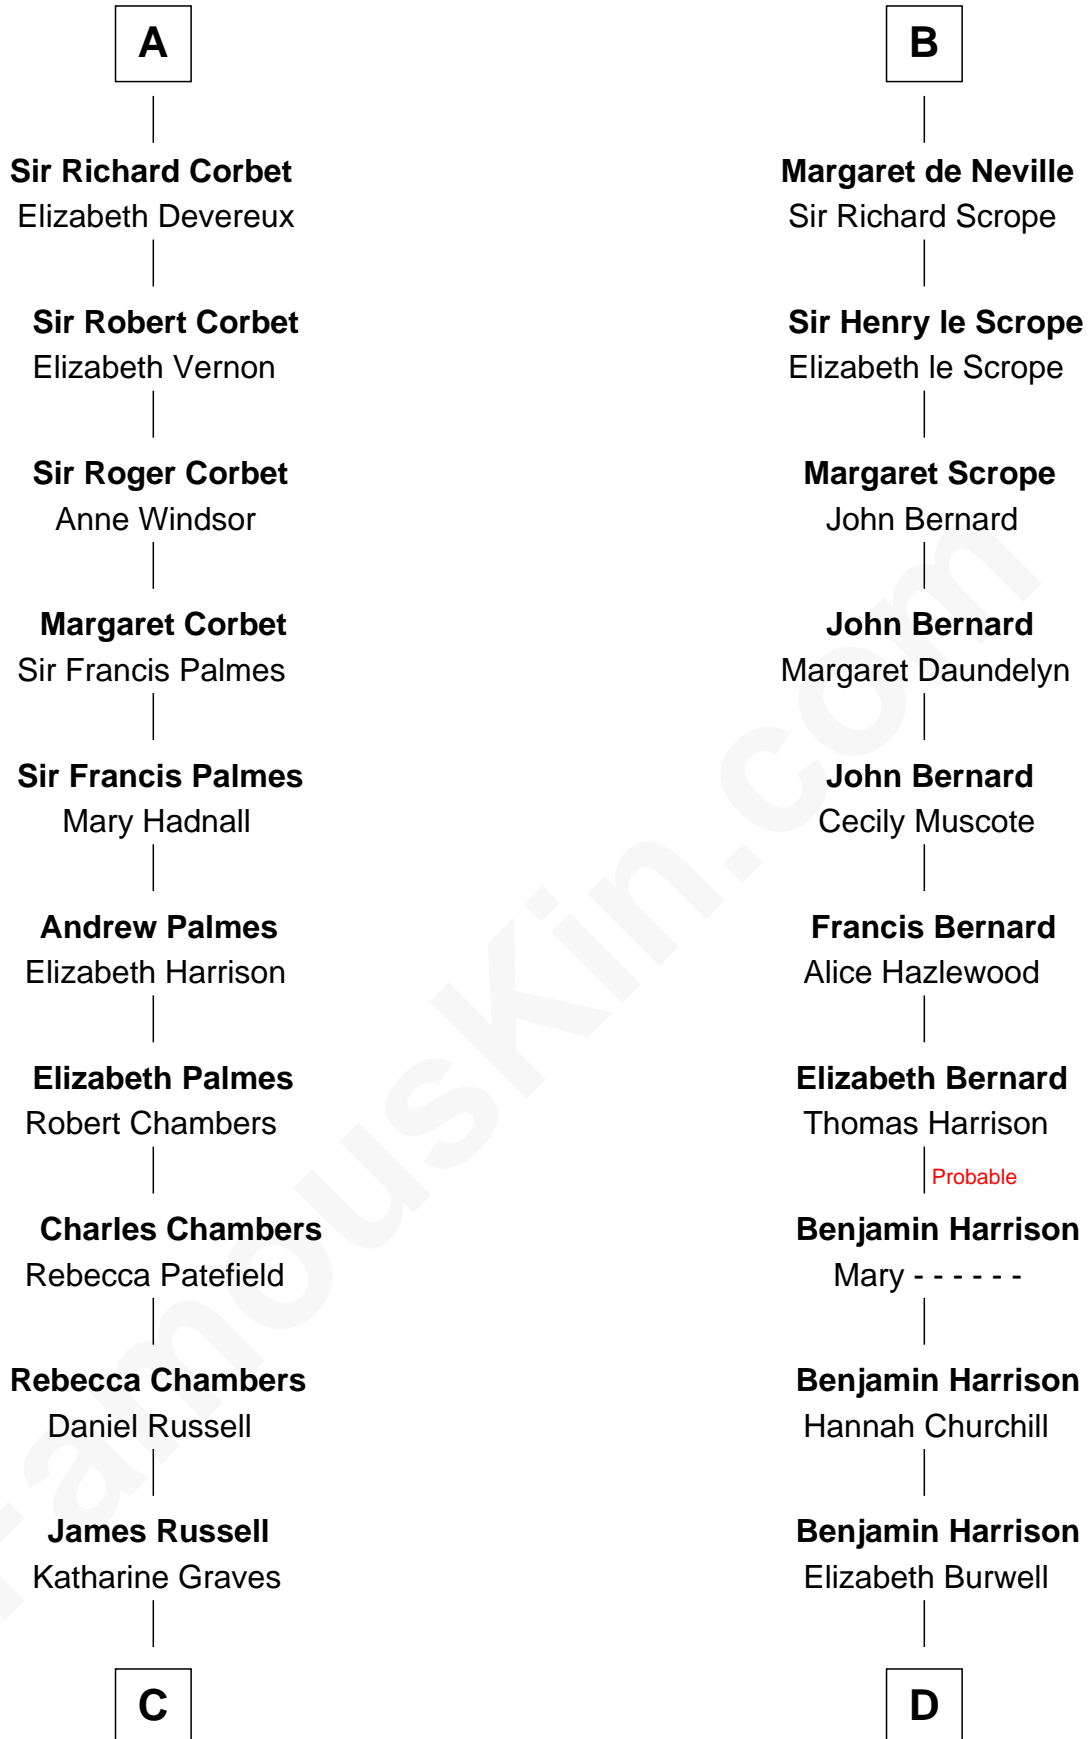 A
Sir Richard Corbet
Elizabeth Devereux
Sir Robert Corbet
Elizabeth Vernon
Sir Roger Corbet
Anne Windsor
Margaret Corbet
Sir Francis Palmes
Sir Francis Palmes
Mary Hadnall
Andrew Palmes
Elizabeth Harrison
Elizabeth Palmes
Robert Chambers
Charles Chambers
Rebecca Patefield
Rebecca Chambers
Daniel Russell
James Russell
Katharine Graves
C
B
Margaret de Neville
Sir Richard Scrope
Sir Henry le Scrope
Elizabeth le Scrope
Margaret Scrope
John Bernard
John Bernard
Margaret Daundelyn
John Bernard
Cecily Muscote
Francis Bernard
Alice Hazlewood
Elizabeth Bernard
Thomas Harrison
Probable
Benjamin Harrison
Mary - - - - - -
Benjamin Harrison
Hannah Churchill
Benjamin Harrison
Elizabeth Burwell
D
FamousKin.com